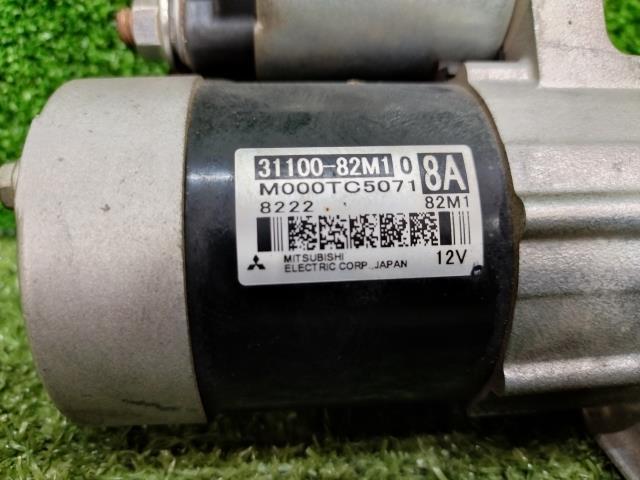 31100-82M1 0 8A
M000TC5071
8222 82M1
MITSUBISHI
ELECTRIC CORP. JAPAN 12V